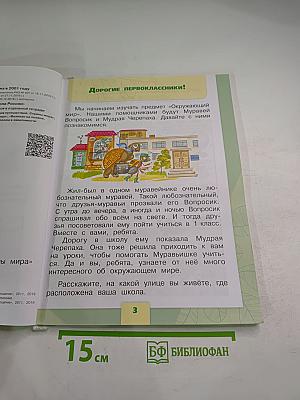 Дорогие первоклассники!
Мы начинаем изучать предмет «Окружающий
мир». Нашими помощниками будут Муравей
Вопросик и Мудрая Черепаха. Давайте с ними
познакомимся.
Жил-был в одном муравейнике очень лю-
бознательный муравей. Такой любознательный,
что друзья-муравьи прозвали его Вопросик.
С утра до вечера, а иногда и ночью Вопросик
спрашивал обо всём на свете. И тогда дру-
зья посоветовали ему пойти учиться в 1 класс.
Вместе с вами, ребята.
Дорогу в школу ему показала Мудрая
Черепаха. Она тоже решила приходить к вам
на уроки, чтобы помогать Муравьишке учить-
ся. Да и вы, ребята, узнаете от неё много
интересного об окружающем мире.
Расскажите, на какой улице вы живёте, где
расположена ваша школа.
3
мира»
15 см
БФ БИБЛИОФАН